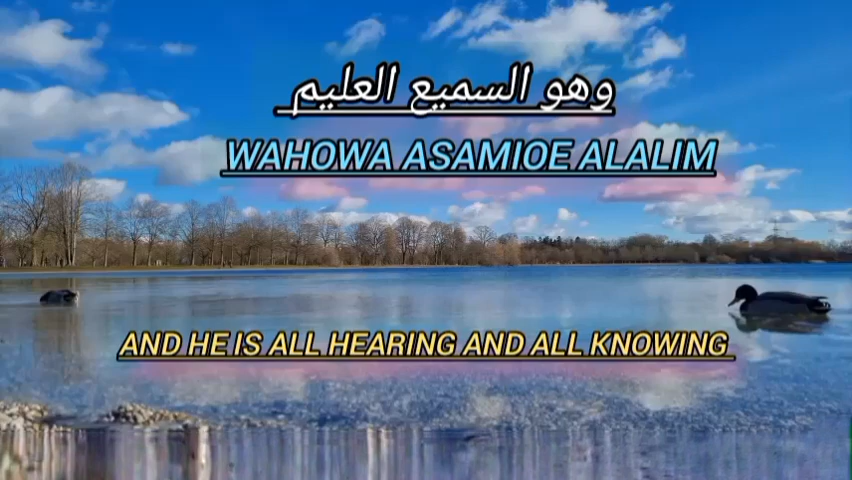 وهو السميع العليم
WAHOWA ASAMIOE ALALIM
AND HE IS ALL HEARING AND ALL KNOWING